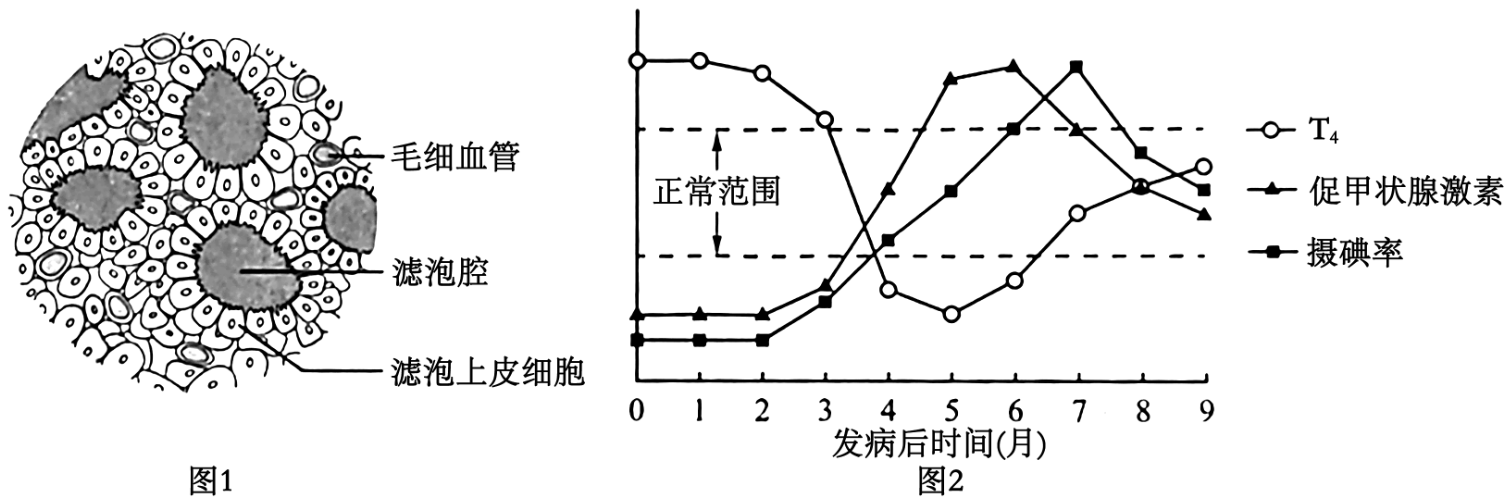 毛细血管
滤泡腔
滤泡上皮细胞
图1
正常范围
T₄
促甲状腺激素
摄碘率
0 1 2 3 4 5 6 7 8 9
发病后时间(月)
图2